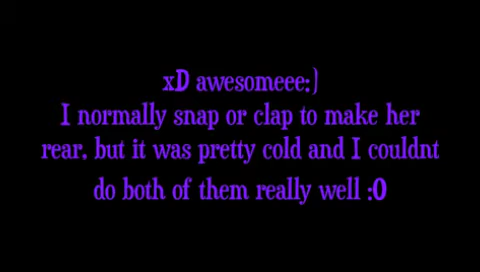 xD awesomeee:)
I normally snap or clap to make her
rear, but it was pretty cold and I couldnt
do both of them really well :O